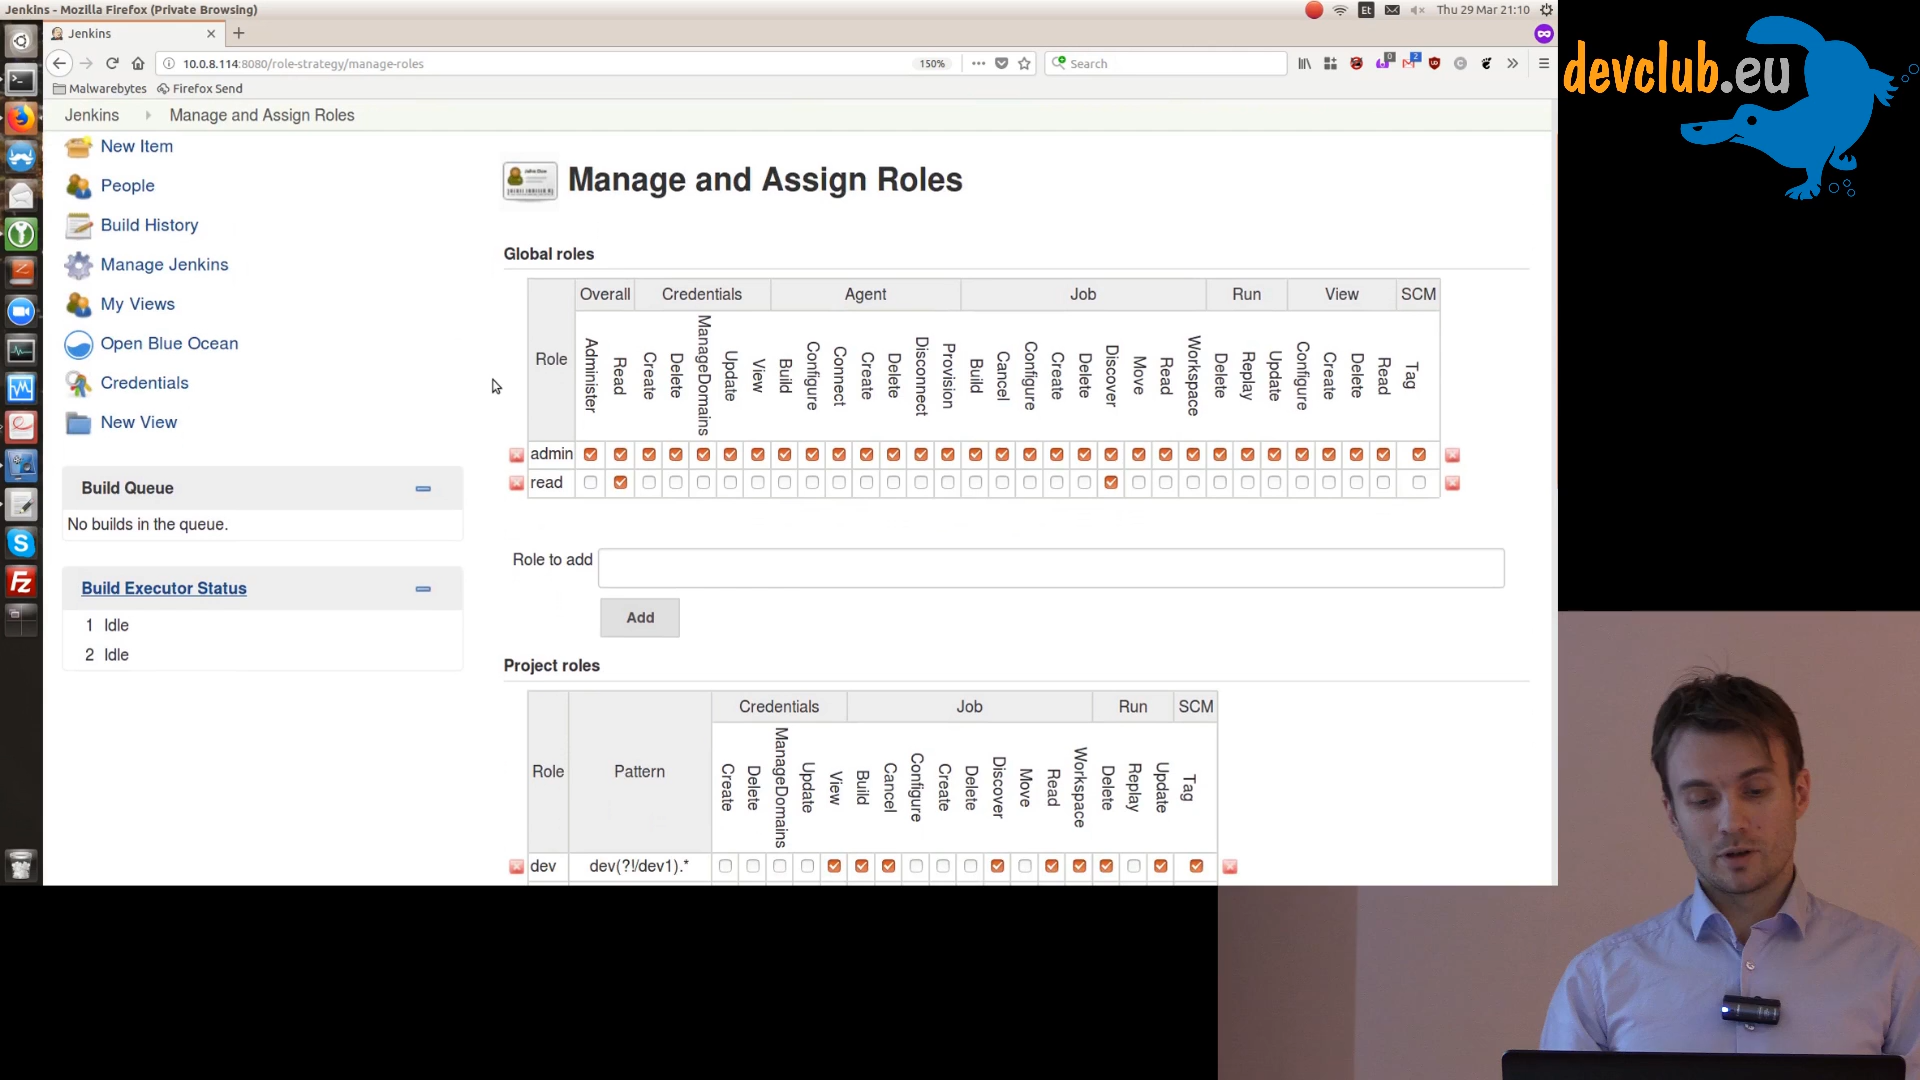 Jenkins - Mozilla Firefox (Private Browsing)
Et
Thu 29 Mar 21:10
Jenkins
10.0.8.114:8080/role-strategy/manage-roles
150%
Search
0
2
Malwarebytes
Firefox Send
Jenkins
Manage and Assign Roles
New Item
People
Build History
Manage Jenkins
My Views
Open Blue Ocean
Credentials
New View
Build Queue
No builds in the queue.
Build Executor Status
1 Idle
2 Idle
Manage and Assign Roles
Global roles
Role
Overall
Credentials
Agent
Job
Run
View
SCM
Administer
Read
Create
Delete
ManageDomains
Update
View
Build
Configure
Connect
Create
Delete
Disconnect
Provision
Build
Cancel
Configure
Create
Delete
Discover
Move
Read
Workspace
Delete
Replay
Update
Configure
Create
Delete
Read
Tag
admin
read
Role to add
Add
Project roles
Role
Pattern
Credentials
Job
Run
SCM
Create
Delete
ManageDomains
Update
View
Build
Cancel
Configure
Create
Delete
Discover
Move
Read
Workspace
Delete
Replay
Update
Tag
dev
dev(?!/dev1).*
devclub.eu